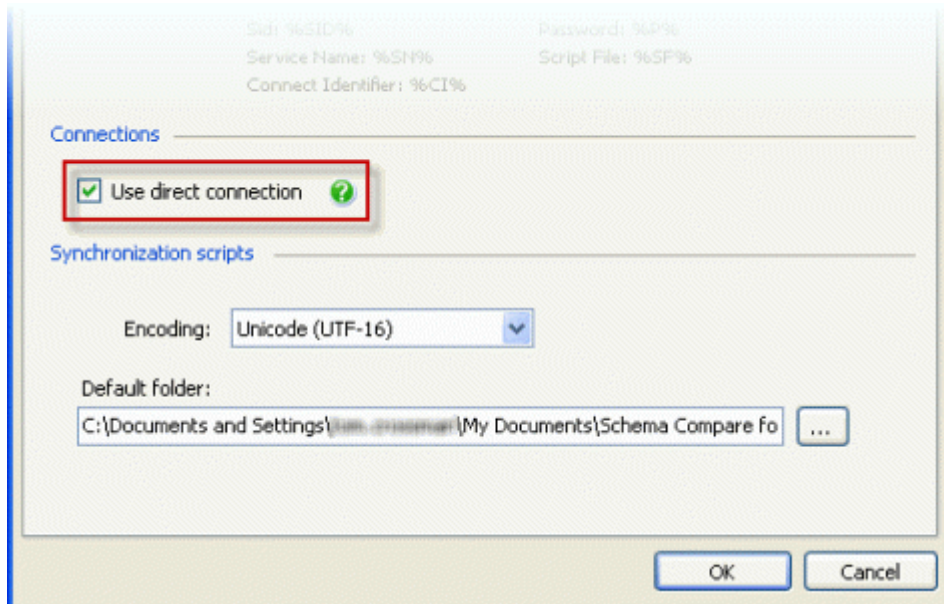 Sid: %SID% Password: %P%
Service Name: %SN% Script File: %SF%
Connect Identifier: %CI%
Connections
Use direct connection ?
Synchronization scripts
Encoding: Unicode (UTF-16)
Default folder:
C:\Documents and Settings\ \My Documents\Schema Compare fo ...
OK Cancel